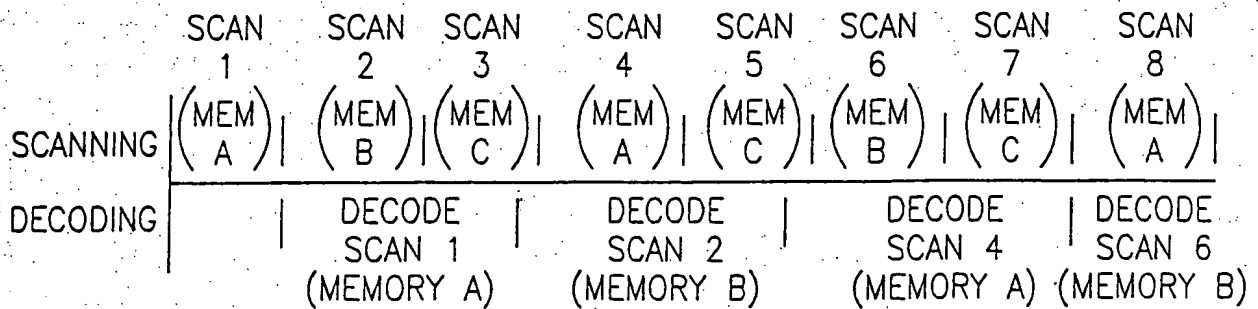 SCAN SCAN SCAN SCAN SCAN SCAN SCAN SCAN
1 2 3 4 5 6 7 8
SCANNING (MEM A) (MEM B) (MEM C) (MEM A) (MEM C) (MEM B) (MEM C) (MEM A)
DECODING DECODE DECODE DECODE DECODE
SCAN 1 SCAN 2 SCAN 4 SCAN 6
(MEMORY A) (MEMORY B) (MEMORY A) (MEMORY B)